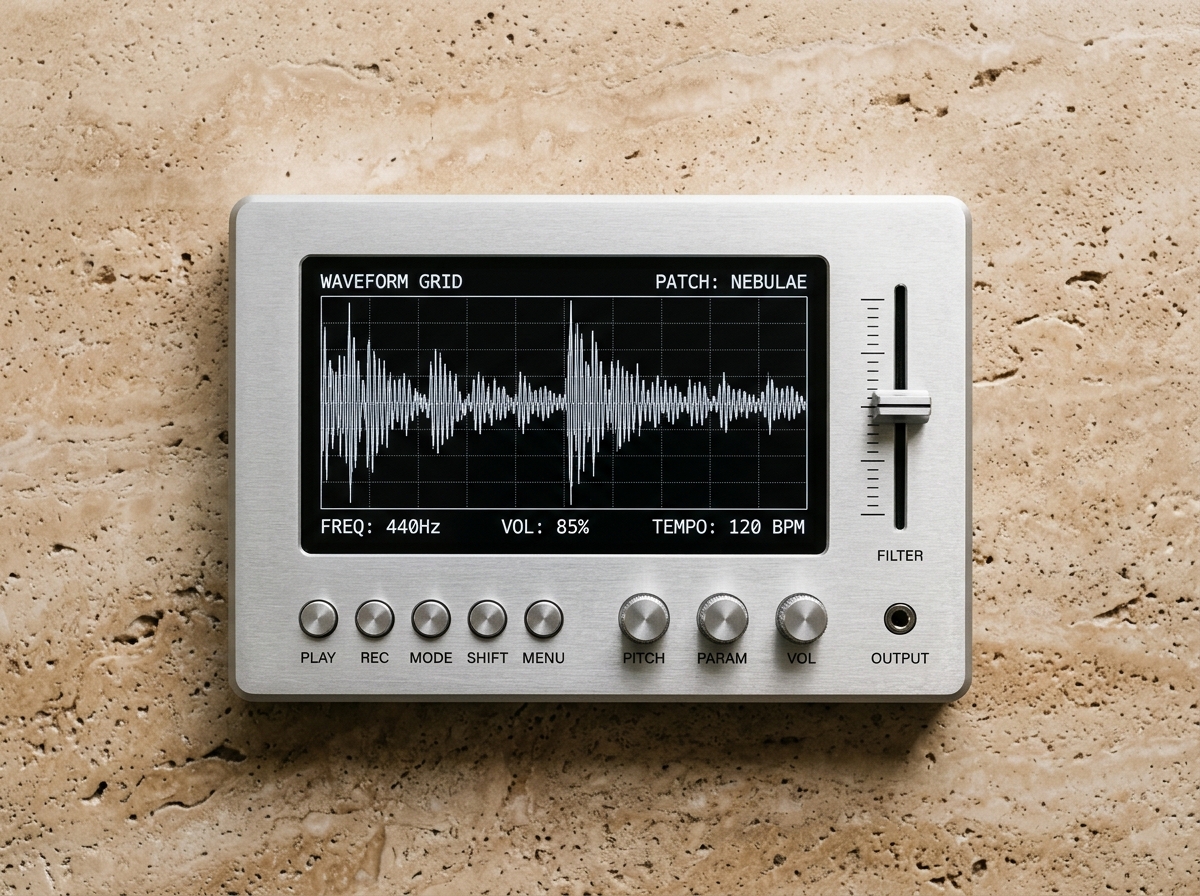 WAVEFORM GRID
PATCH: NEBULAE
FREQ: 440Hz
VOL: 85%
TEMPO: 120 BPM
FILTER
PLAY
REC
MODE
SHIFT
MENU
PITCH
PARAM
VOL
OUTPUT